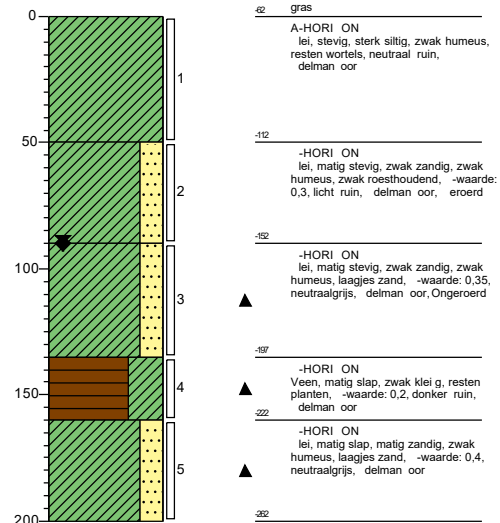 0
-62
gras
A-HORI ON
lei, stevig, sterk siltig, zwak humeus,
resten wortels, neutraal ruin,
delman oor
1
50
-112
-HORI ON
lei, matig stevig, zwak zandig, zwak
humeus, zwak roesthoudend, -waarde:
0,3, licht ruin, delman oor, eroerd
2
-152
-HORI ON
lei, matig stevig, zwak zandig, zwak
humeus, laagjes zand, -waarde: 0,35,
neutraalgrijs, delman oor, Ongeroerd
100
3
-197
-HORI ON
Veen, matig slap, zwak klei g, resten
planten, -waarde: 0,2, donker ruin,
delman oor
150
4
-222
-HORI ON
lei, matig slap, matig zandig, zwak
humeus, laagjes zand, -waarde: 0,4,
neutraalgrijs, delman oor
5
200
-262